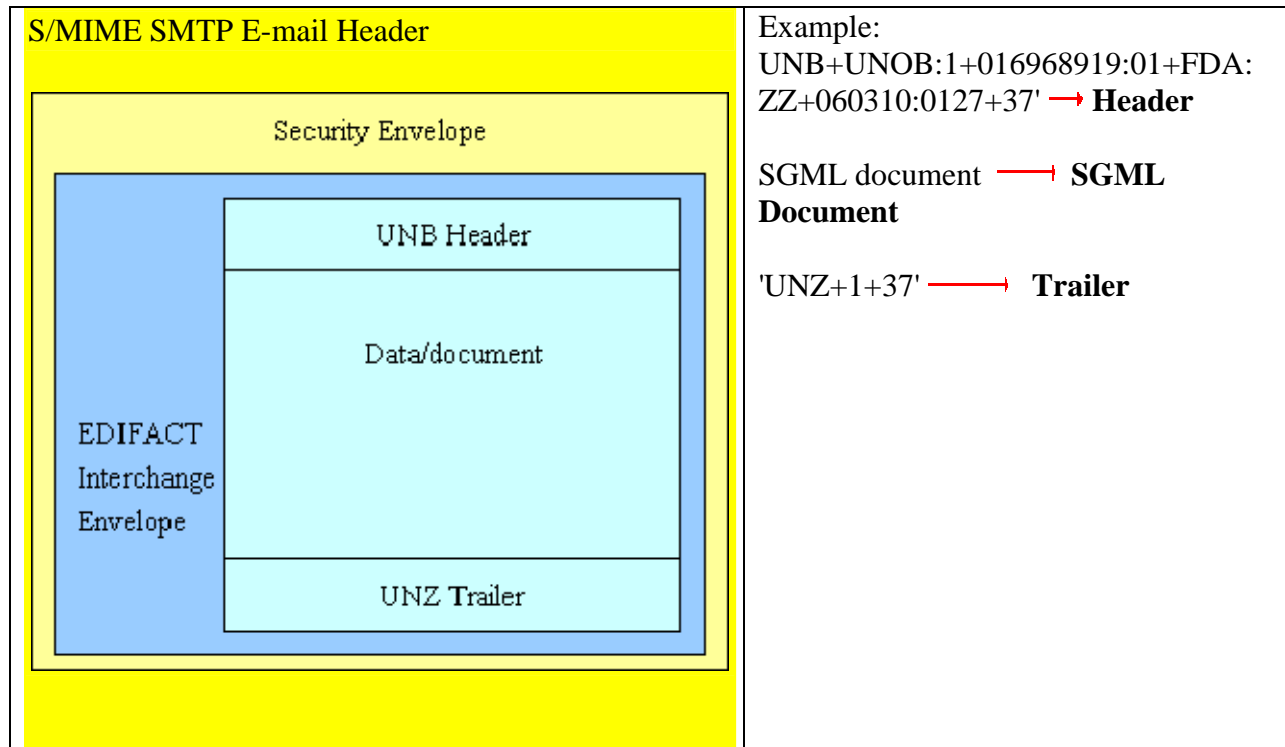 S/MIME SMTP E-mail Header
Security Envelope
UNB Header
Data/document
EDIFACT
Interchange
Envelope
UNZ Trailer
Example:
UNB+UNOB:1+016968919:01+FDA:
ZZ+060310:0127+37' → Header
SGML document → SGML
Document
'UNZ+1+37' → Trailer